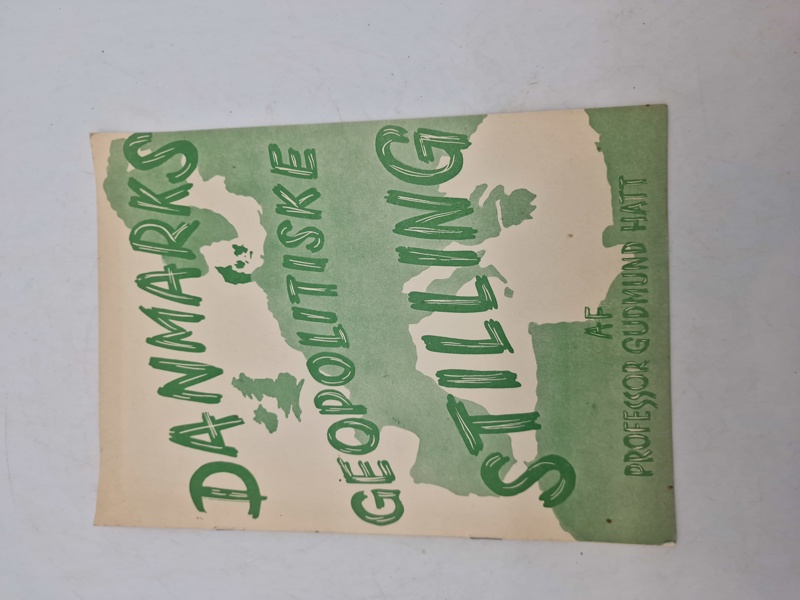 DANMARKS
GEOPOLITISKE
STILLING
AF
PROFESSOR GUDMUND HATT